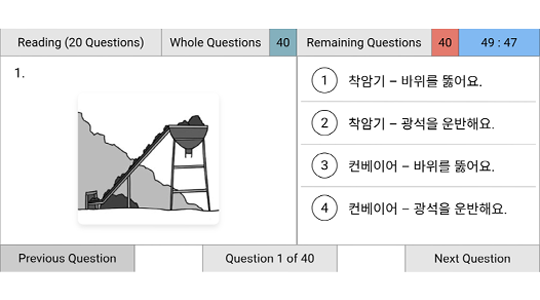 Reading (20 Questions) Whole Questions 40 Remaining Questions 40 49 : 47
1.
1 착암기 – 바위를 뚫어요.
2 착암기 – 광석을 운반해요.
3 컨베이어 – 바위를 뚫어요.
4 컨베이어 – 광석을 운반해요.
Previous Question Question 1 of 40 Next Question